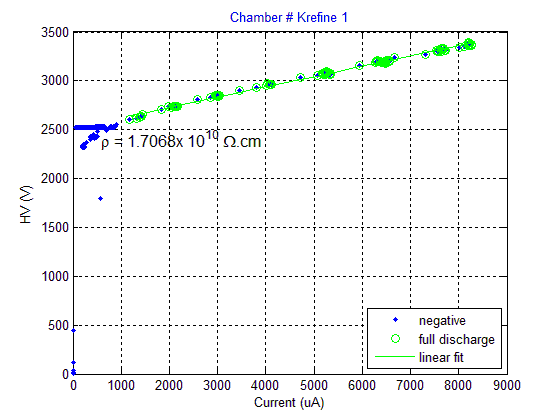 Chamber # Krefine 1
3500
3000
2500
2000
1500
1000
500
0
HV (V)
ρ = 1.7068x 10^10 Ω.cm
negative
full discharge
linear fit
0 1000 2000 3000 4000 5000 6000 7000 8000 9000
Current (uA)